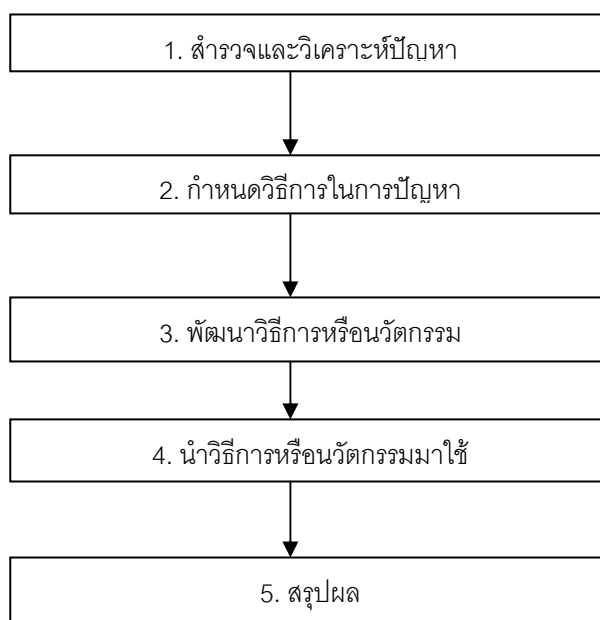 1. สำรวจและวิเคราะห์ปัญหา
2. กำหนดวิธีการในการปัญหา
3. พัฒนาวิธีการหรือนวัตกรรม
4. นำวิธีการหรือนวัตกรรมมาใช้
5. สรุปผล